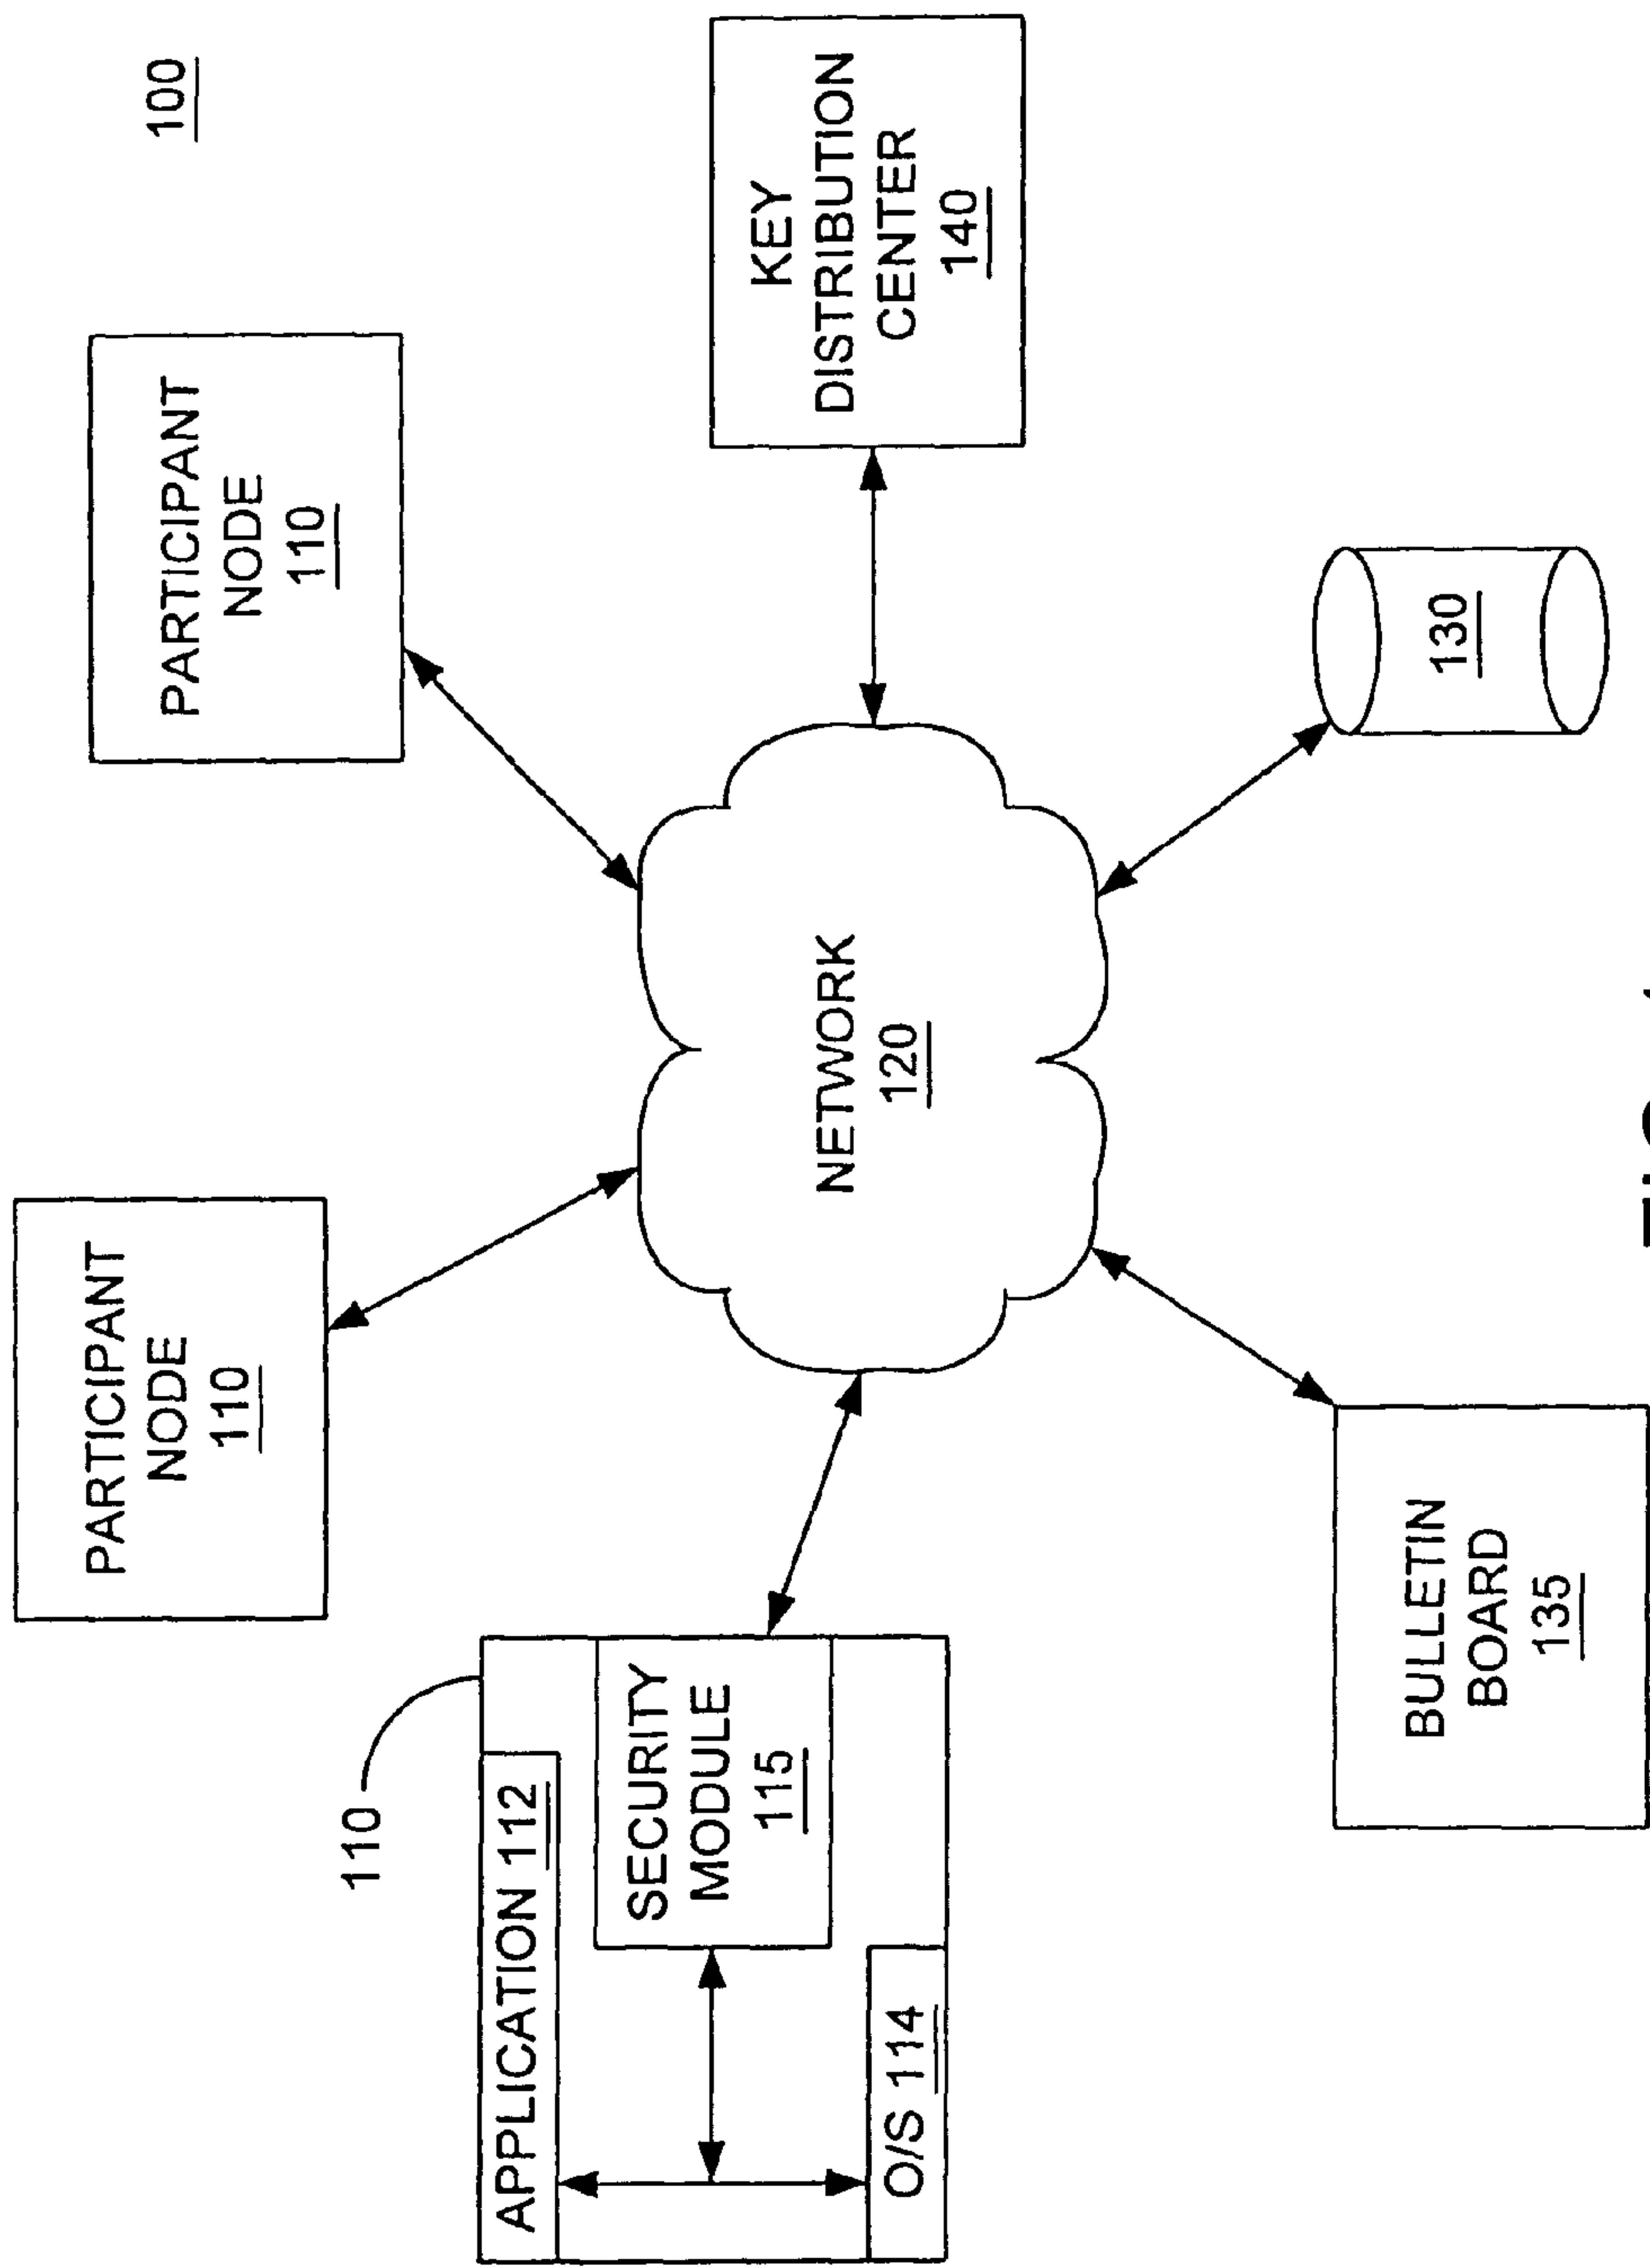 100
PARTICIPANT
NODE
110
PARTICIPANT
NODE
110
110
APPLICATION 112
SECURITY
MODULE
115
O/S 114
NETWORK
120
KEY
DISTRIBUTION
CENTER
140
BULLETIN
BOARD
135
130